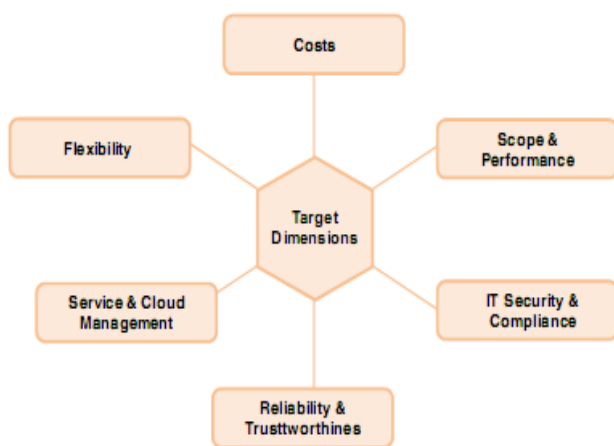 Costs
Flexibility
Scope &
Performance
Target
Dimensions
Service & Cloud
Management
IT Security &
Compliance
Reliability &
Trusttworthines